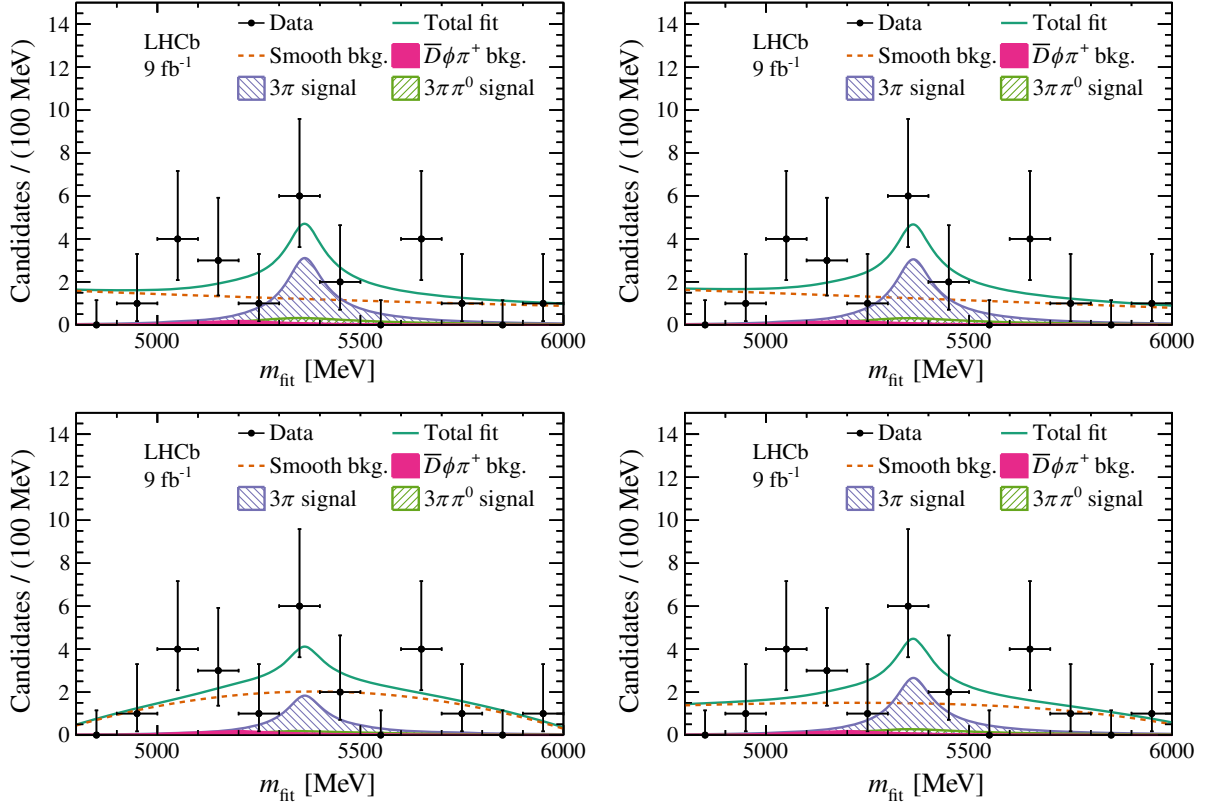 Candidates / (100 MeV)
14
12
10
8
6
4
2
0
LHCb
9 fb⁻¹
Data
Total fit
Smooth bkg.
D̅ϕπ⁺ bkg.
3π signal
3ππ⁰ signal
5000
5500
6000
m_fit [MeV]
Candidates / (100 MeV)
14
12
10
8
6
4
2
0
LHCb
9 fb⁻¹
Data
Total fit
Smooth bkg.
D̅ϕπ⁺ bkg.
3π signal
3ππ⁰ signal
5000
5500
6000
m_fit [MeV]
Candidates / (100 MeV)
14
12
10
8
6
4
2
0
LHCb
9 fb⁻¹
Data
Total fit
Smooth bkg.
D̅ϕπ⁺ bkg.
3π signal
3ππ⁰ signal
5000
5500
6000
m_fit [MeV]
Candidates / (100 MeV)
14
12
10
8
6
4
2
0
LHCb
9 fb⁻¹
Data
Total fit
Smooth bkg.
D̅ϕπ⁺ bkg.
3π signal
3ππ⁰ signal
5000
5500
6000
m_fit [MeV]